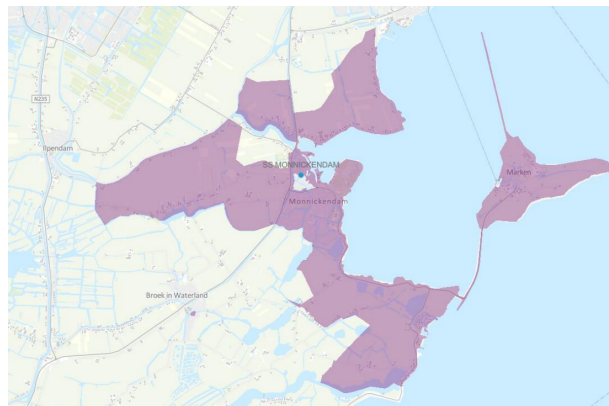 N235
Ilpendam
SS MONNICKENDAM
Marken
Monnickendam
Broek in Waterland